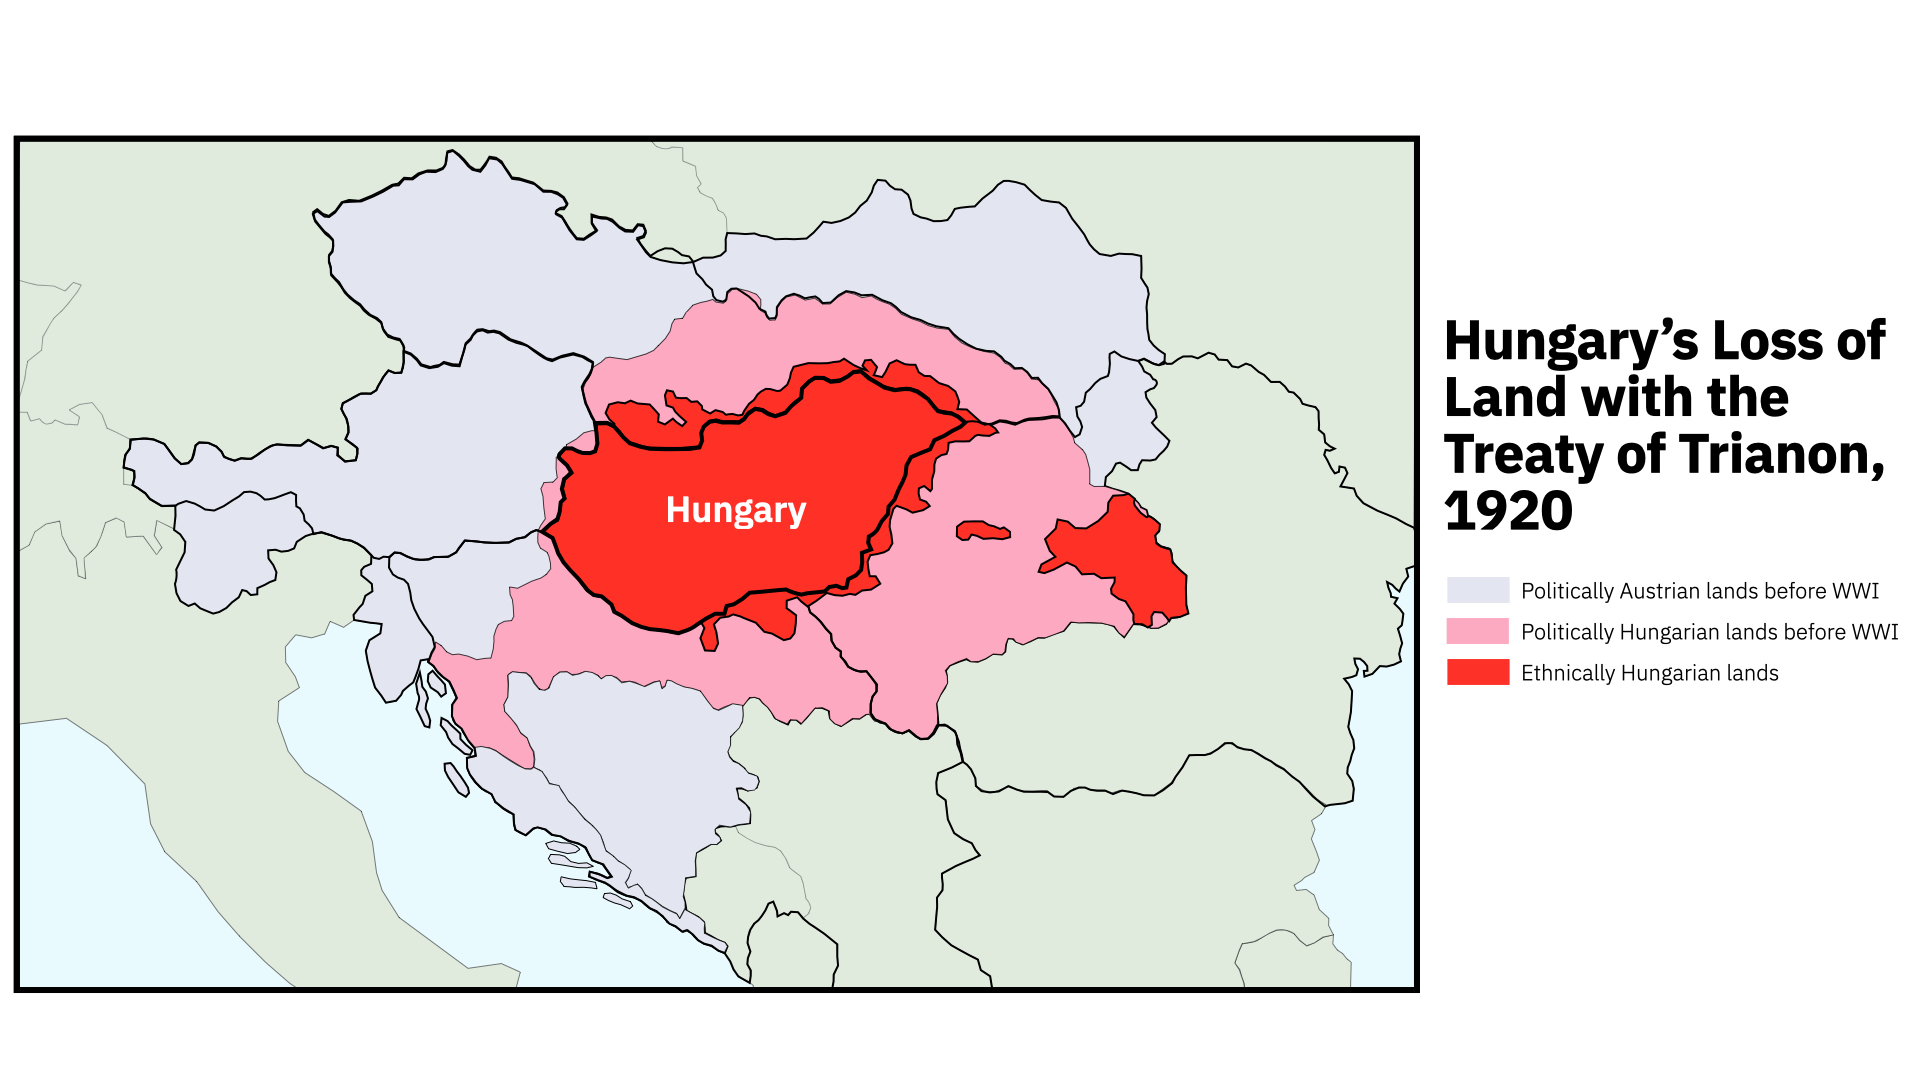 Hungary
Hungary’s Loss of
Land with the
Treaty of Trianon,
1920
Politically Austrian lands before WWI
Politically Hungarian lands before WWI
Ethnically Hungarian lands